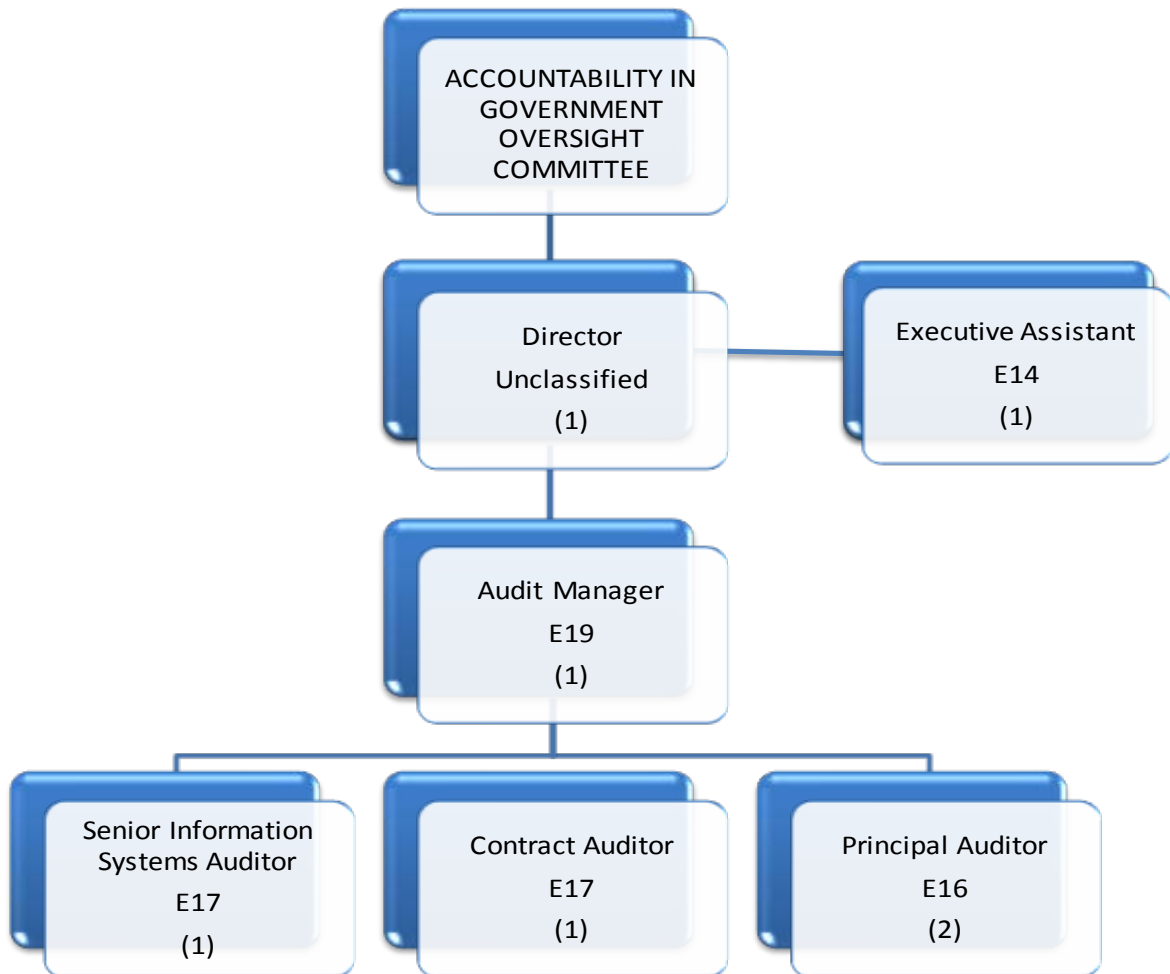 ACCOUNTABILITY IN
GOVERNMENT
OVERSIGHT
COMMITTEE
Director
Unclassified
(1)
Executive Assistant
E14
(1)
Audit Manager
E19
(1)
Senior Information
Systems Auditor
E17
(1)
Contract Auditor
E17
(1)
Principal Auditor
E16
(2)